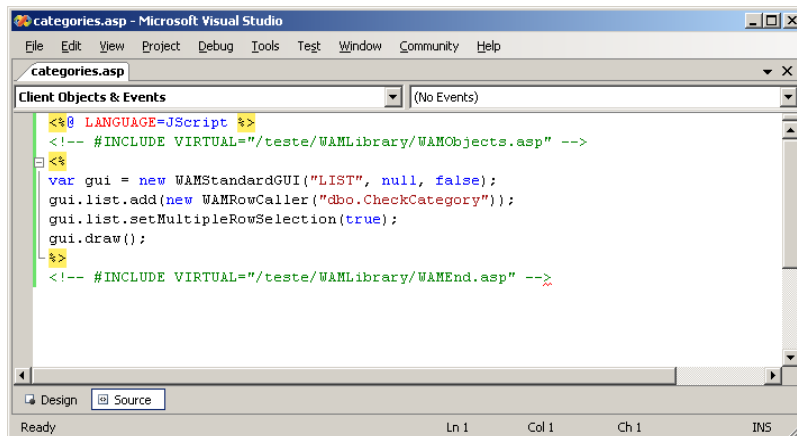 categories.asp - Microsoft Visual Studio
File Edit View Project Debug Tools Test Window Community Help
categories.asp
Client Objects & Events (No Events)
<%@ LANGUAGE=JScript %>
<!-- #INCLUDE VIRTUAL="/teste/WAMLibrary/WAMObjects.asp" -->
<%
var gui = new WAMStandardGUI("LIST", null, false);
gui.list.add(new WAMRowCaller("dbo.CheckCategory"));
gui.list.setMultipleRowSelection(true);
gui.draw();
%>
<!-- #INCLUDE VIRTUAL="/teste/WAMLibrary/WAMEnd.asp" -->
Design Source
Ready Ln 1 Col 1 Ch 1 INS